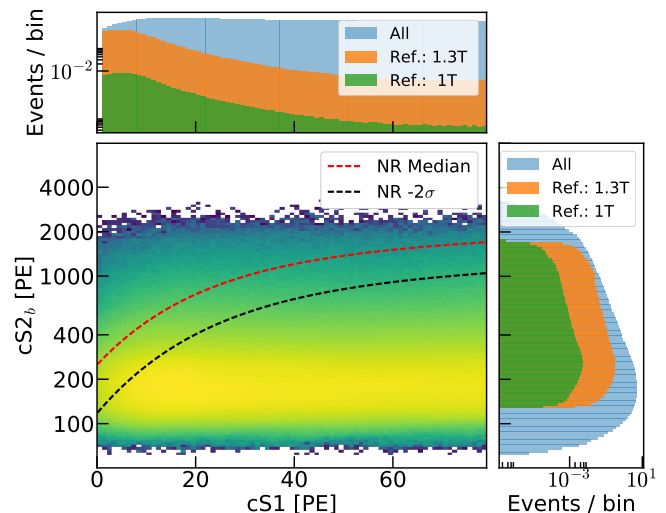 All
Ref.: 1.3T
Ref.: 1T
Events / bin
10⁻²
NR Median
NR -2σ
All
Ref.: 1.3T
Ref.: 1T
cS2_b [PE]
4000
2000
1000
400
200
100
0
20
40
60
cS1 [PE]
10⁻³
10¹
Events / bin